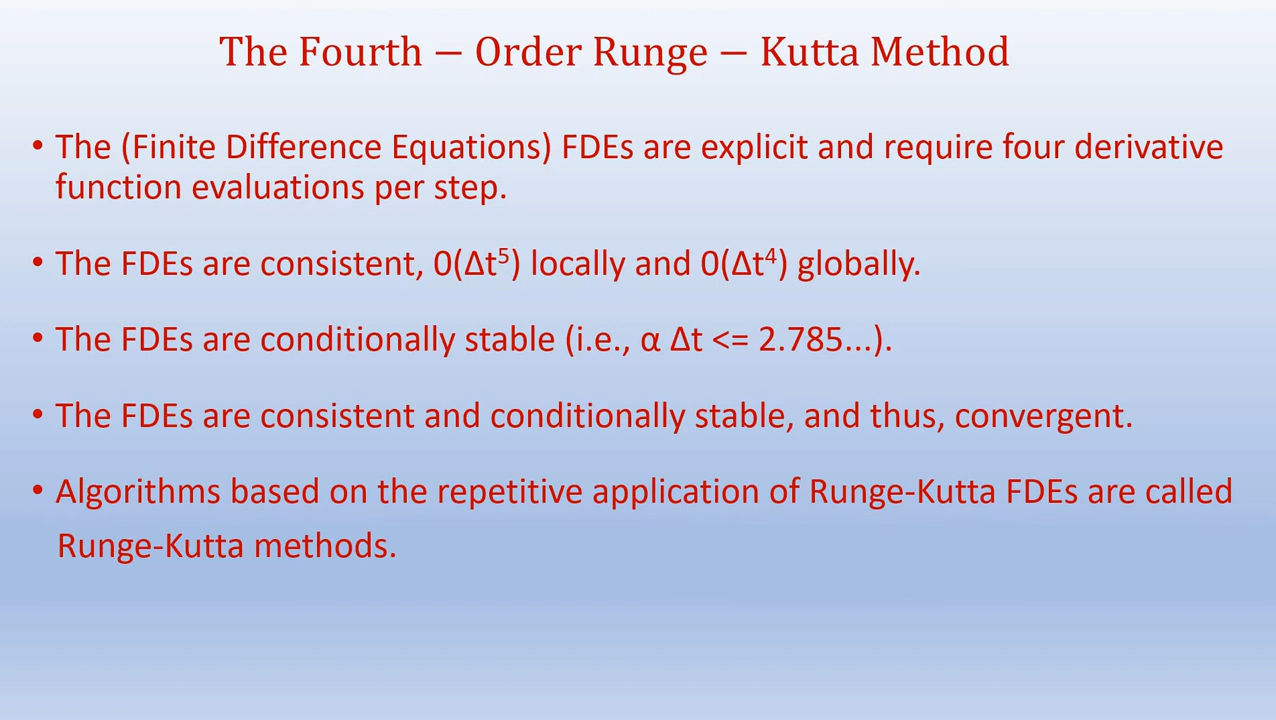 The Fourth − Order Runge − Kutta Method
• The (Finite Difference Equations) FDEs are explicit and require four derivative
function evaluations per step.
• The FDEs are consistent, 0(Δt⁵) locally and 0(Δt⁴) globally.
• The FDEs are conditionally stable (i.e., α Δt <= 2.785...).
• The FDEs are consistent and conditionally stable, and thus, convergent.
• Algorithms based on the repetitive application of Runge-Kutta FDEs are called
Runge-Kutta methods.